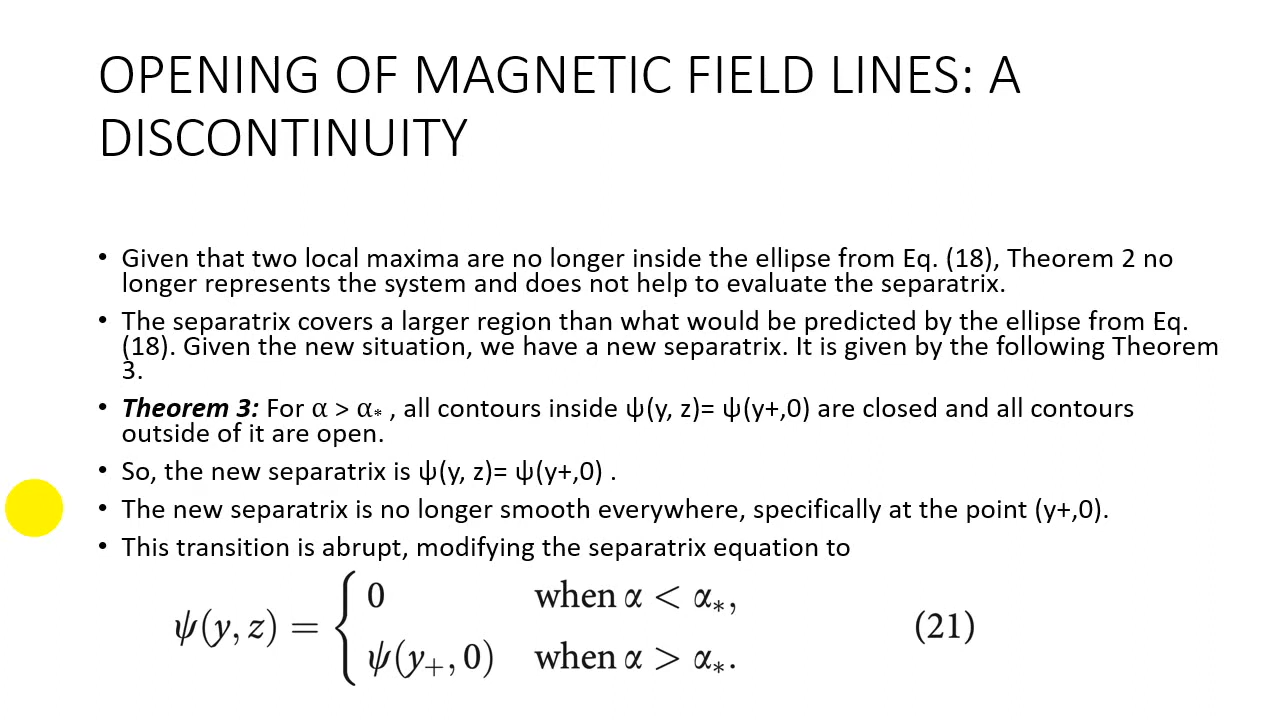 OPENING OF MAGNETIC FIELD LINES: A
DISCONTINUITY
• Given that two local maxima are no longer inside the ellipse from Eq. (18), Theorem 2 no
longer represents the system and does not help to evaluate the separatrix.
• The separatrix covers a larger region than what would be predicted by the ellipse from Eq.
(18). Given the new situation, we have a new separatrix. It is given by the following Theorem
3.
• Theorem 3: For α > α* , all contours inside ψ(y, z)= ψ(y+,0) are closed and all contours
outside of it are open.
• So, the new separatrix is ψ(y, z)= ψ(y+,0) .
• The new separatrix is no longer smooth everywhere, specifically at the point (y+,0).
• This transition is abrupt, modifying the separatrix equation to
0 when α < α*,
ψ(y, z) = { (21)
ψ(y+, 0) when α > α*.